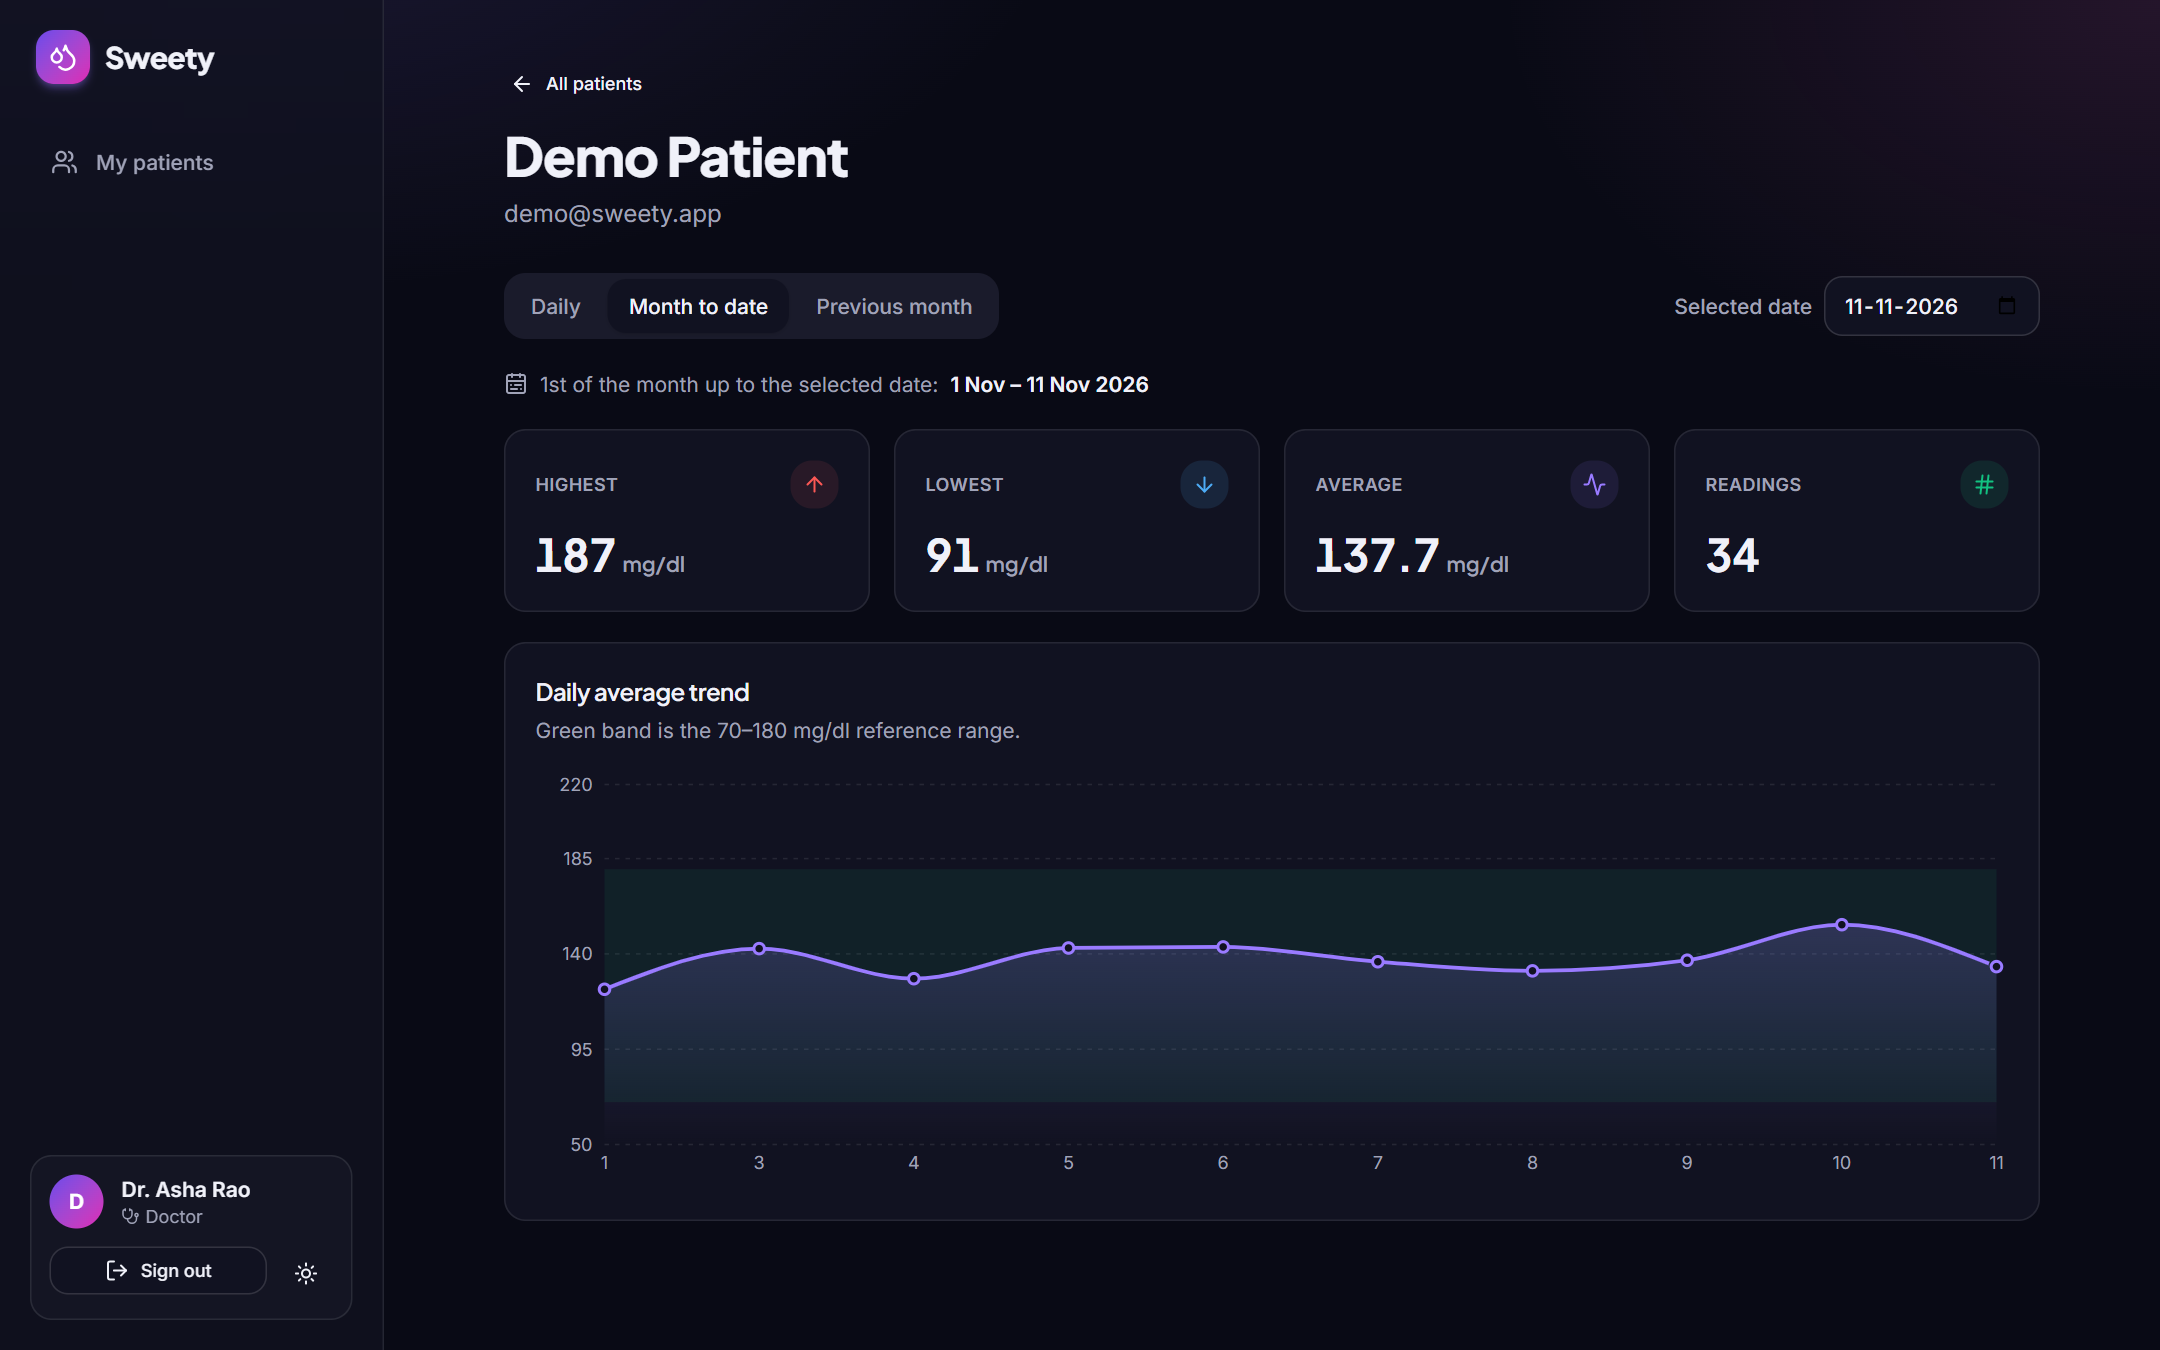 Sweety
My patients
All patients
Demo Patient
demo@sweety.app
Daily Month to date Previous month
Selected date 11-11-2026
1st of the month up to the selected date: 1 Nov – 11 Nov 2026
HIGHEST
187 mg/dl
LOWEST
91 mg/dl
AVERAGE
137.7 mg/dl
READINGS
34
Daily average trend
Green band is the 70–180 mg/dl reference range.
220
185
140
95
50
1 3 4 5 6 7 8 9 10 11
D
Dr. Asha Rao
Doctor
Sign out